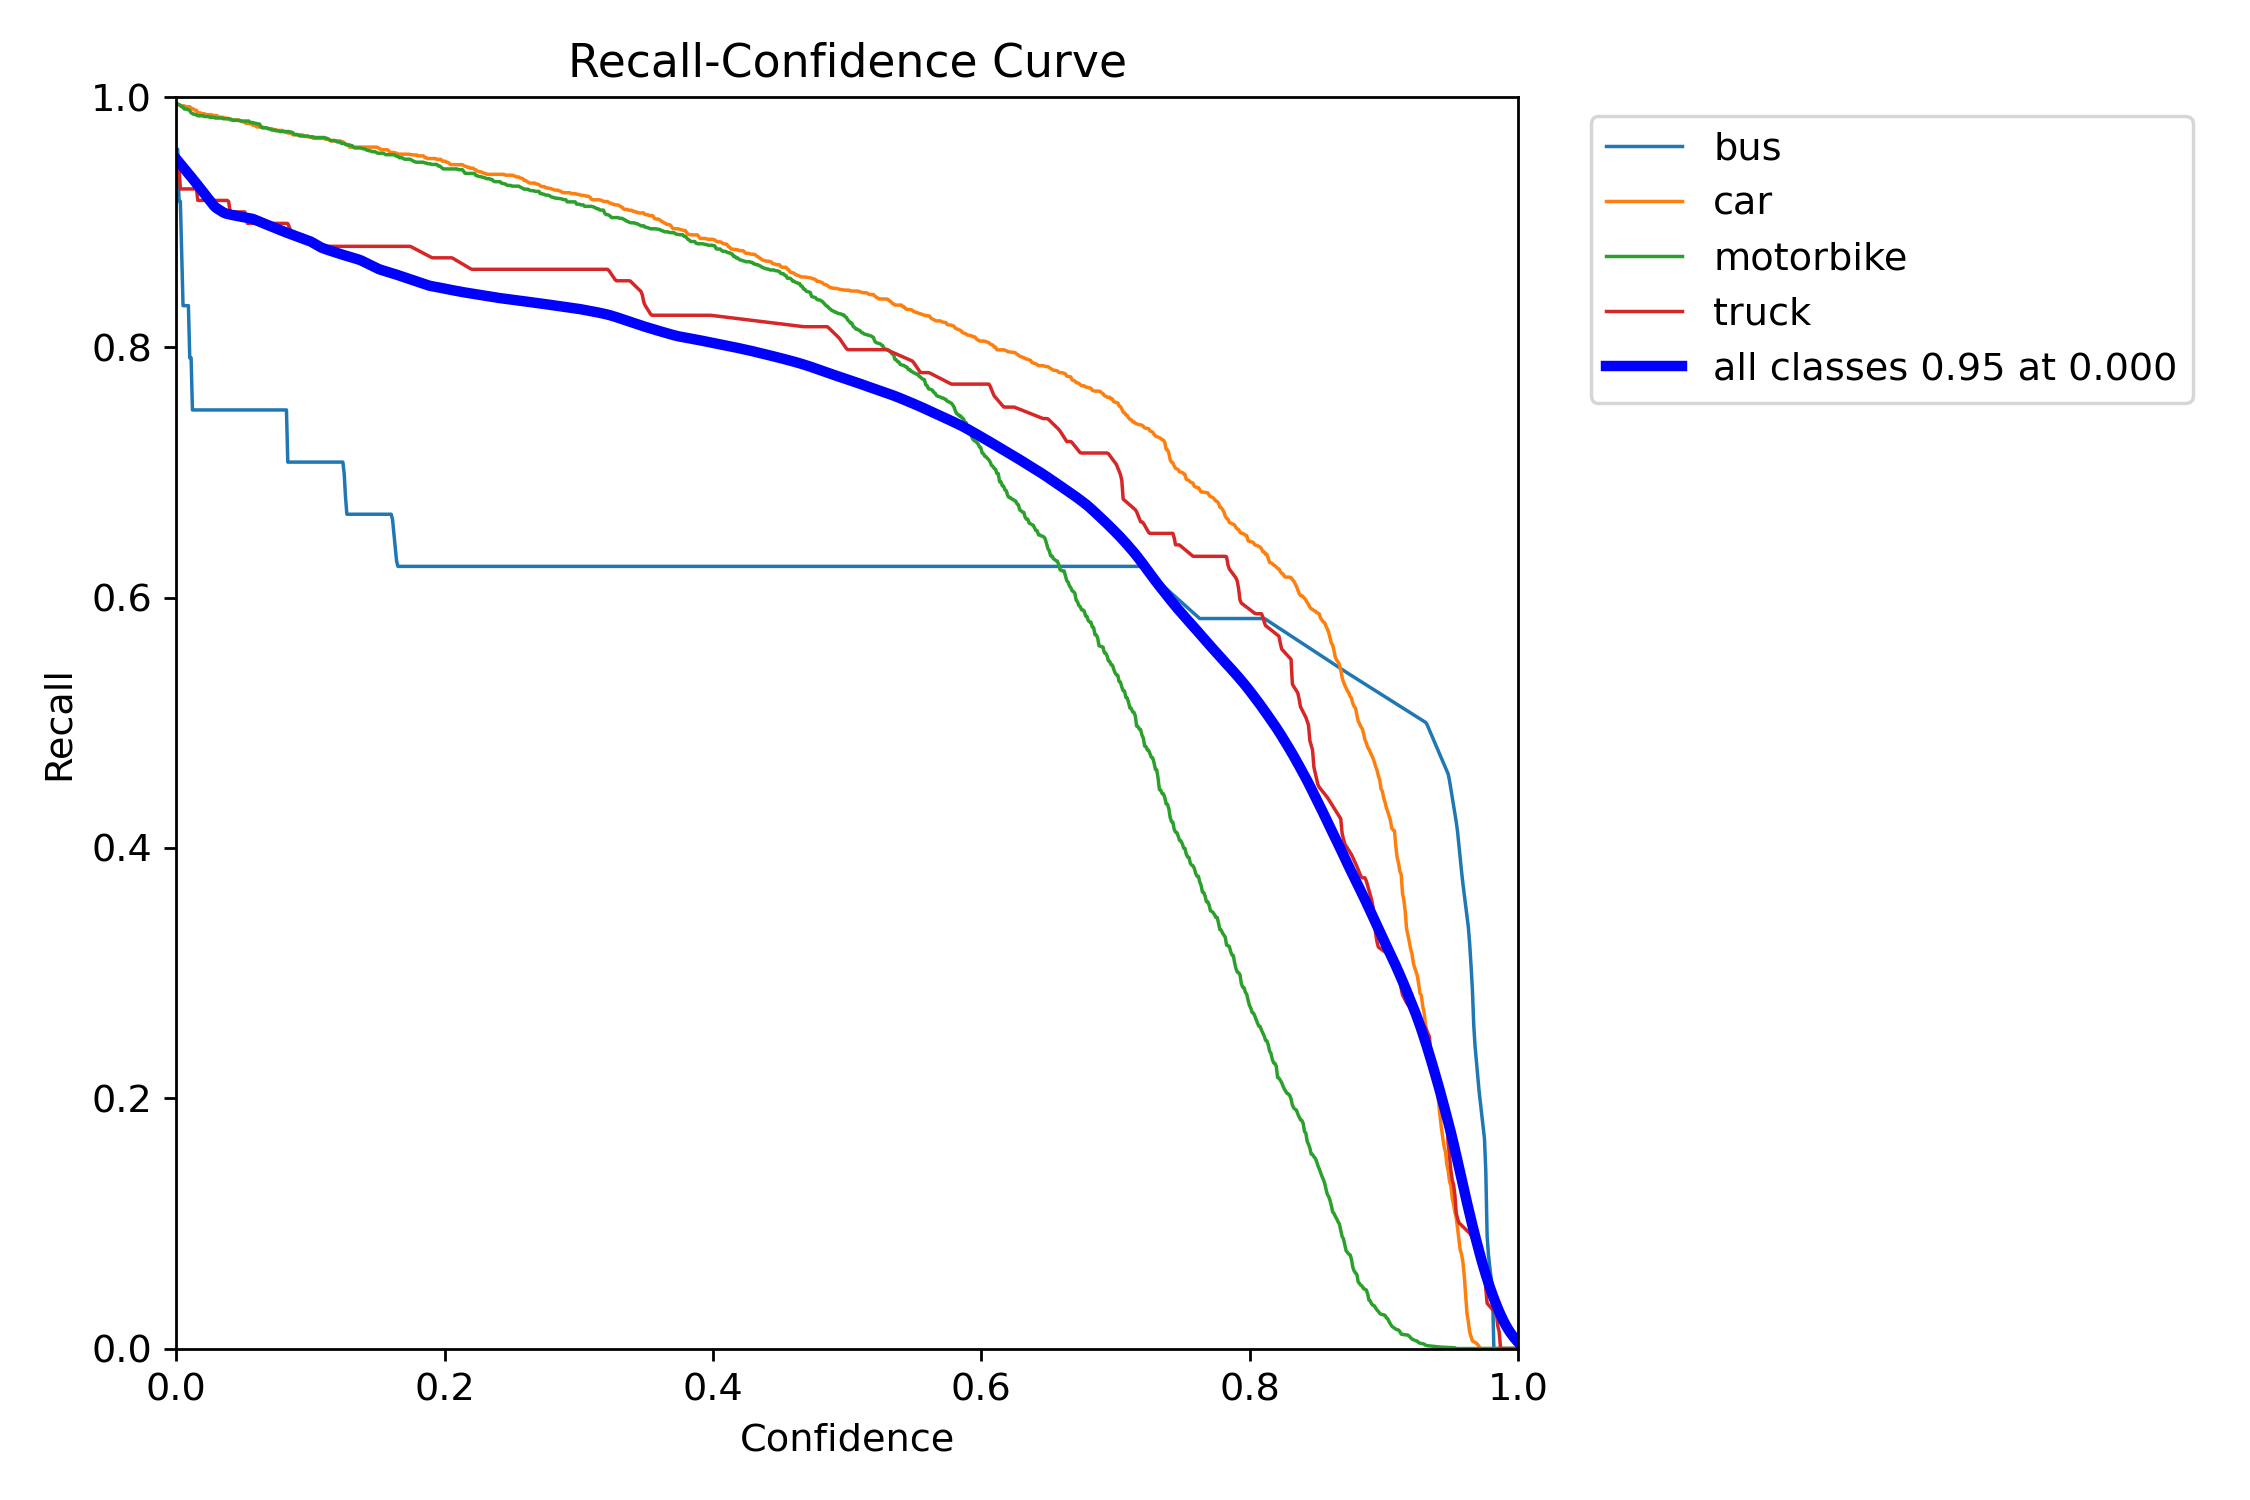 Recall-Confidence Curve
1.0
0.8
0.6
0.4
0.2
0.0
Recall
0.0 0.2 0.4 0.6 0.8 1.0
Confidence
bus
car
motorbike
truck
all classes 0.95 at 0.000